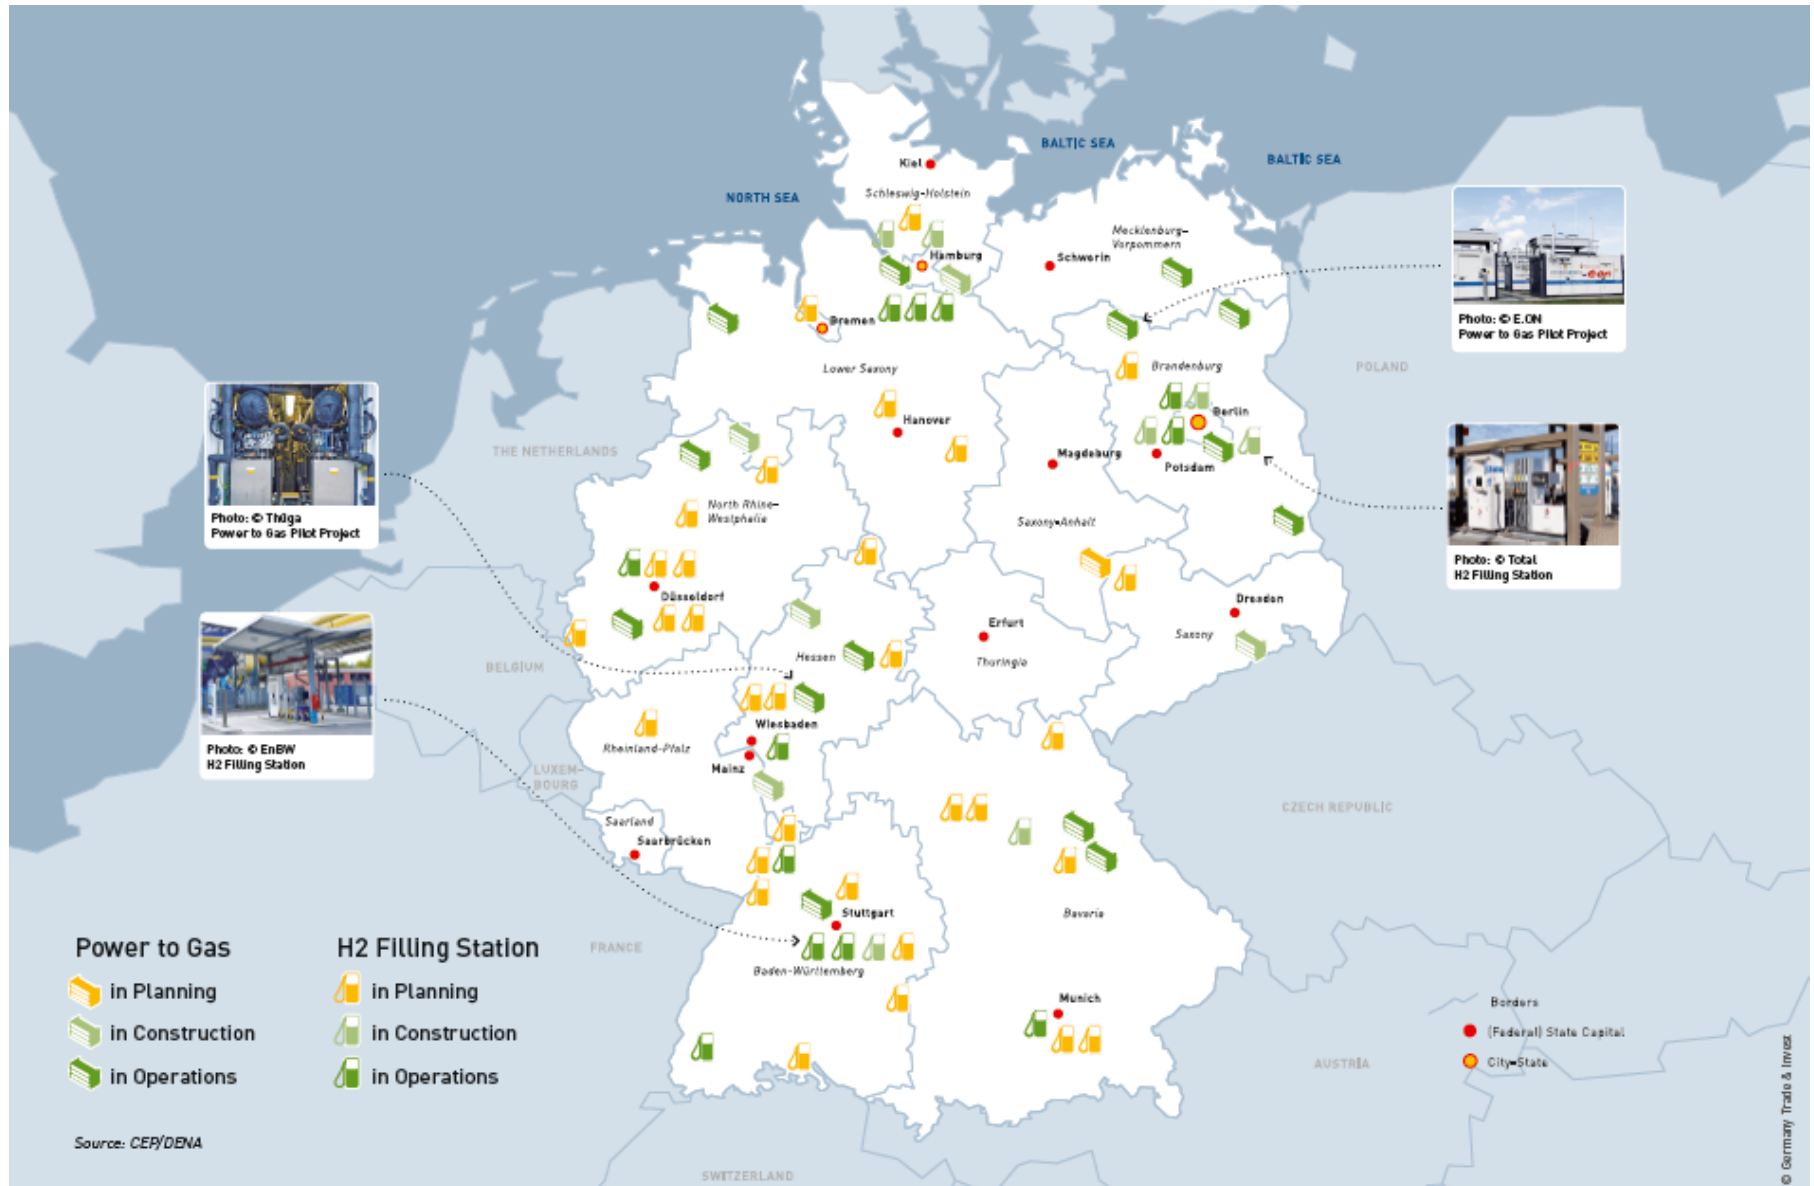 BALTIC SEA
BALTIC SEA
NORTH SEA
Kiel
Schleswig-Holstein
Mecklenburg-
Vorpommern
Hamburg
Schwerin
Bremen
Photo: © E.ON
Power to Gas Pilot Project
Lower Saxony
Brandenburg
POLAND
Hanover
Berlin
THE NETHERLANDS
Magdeburg
Potsdam
North Rhine-
Westphalia
Saxony-Anhalt
Photo: © Thüga
Power to Gas Pilot Project
Photo: © Total
H2 Filling Station
Düsseldorf
Dresden
Erfurt
Saxony
Hessen
Thuringia
BELGIUM
Wiesbaden
Rheinland-Pfalz
Mainz
Photo: © EnBW
H2 Filling Station
LUXEM-
BOURG
CZECH REPUBLIC
Saarland
Saarbrücken
Stuttgart
Bavaria
FRANCE
Baden-Württemberg
Munich
AUSTRIA
SWITZERLAND
Power to Gas
in Planning
in Construction
in Operations
H2 Filling Station
in Planning
in Construction
in Operations
Source: CEP/DENA
Borders
(Federal) State Capital
City-State
© Germany Trade & Invest